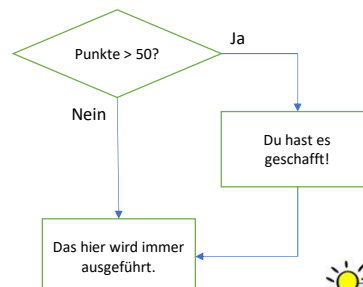 Punkte > 50?
Ja
Nein
Du hast es
geschafft!
Das hier wird immer
ausgeführt.